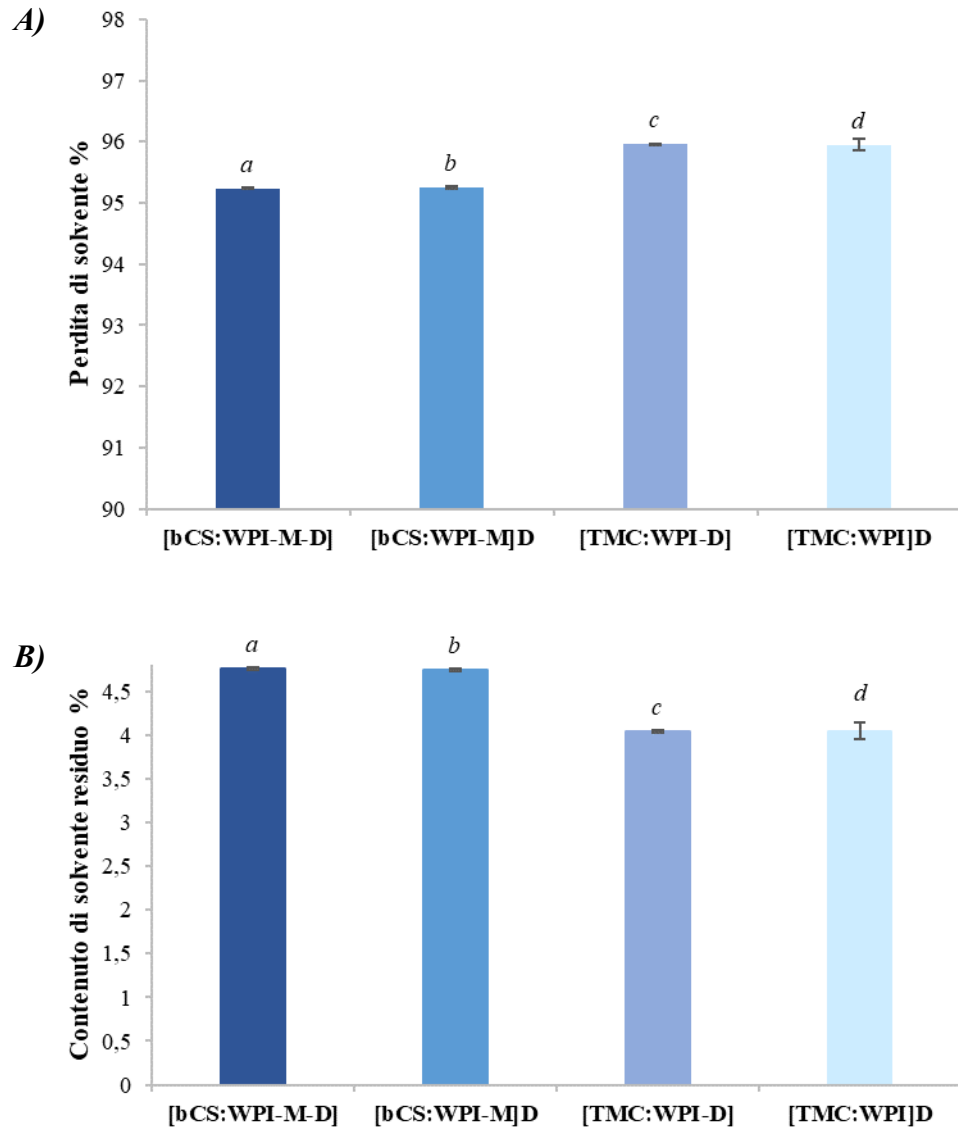 A)
Perdita di solvente %
98
97
96
95
94
93
92
91
90
a
b
c
d
[bCS:WPI-M-D]
[bCS:WPI-M]D
[TMC:WPI-D]
[TMC:WPI]D
B)
Contenuto di solvente residuo %
4,5
4
3,5
3
2,5
2
1,5
1
0,5
0
a
b
c
d
[bCS:WPI-M-D]
[bCS:WPI-M]D
[TMC:WPI-D]
[TMC:WPI]D